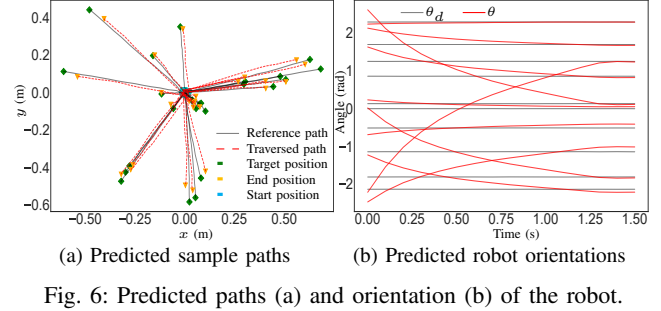 0.4
0.2
0.0
−0.2
−0.4
−0.6
y (m)
Reference path
Traversed path
Target position
End position
Start position
−0.50 −0.25 0.00 0.25 0.50
x (m)
(a) Predicted sample paths
θd θ
2
1
0
−1
−2
Angle (rad)
0.00 0.25 0.50 0.75 1.00 1.25 1.50
Time (s)
(b) Predicted robot orientations
Fig. 6: Predicted paths (a) and orientation (b) of the robot.